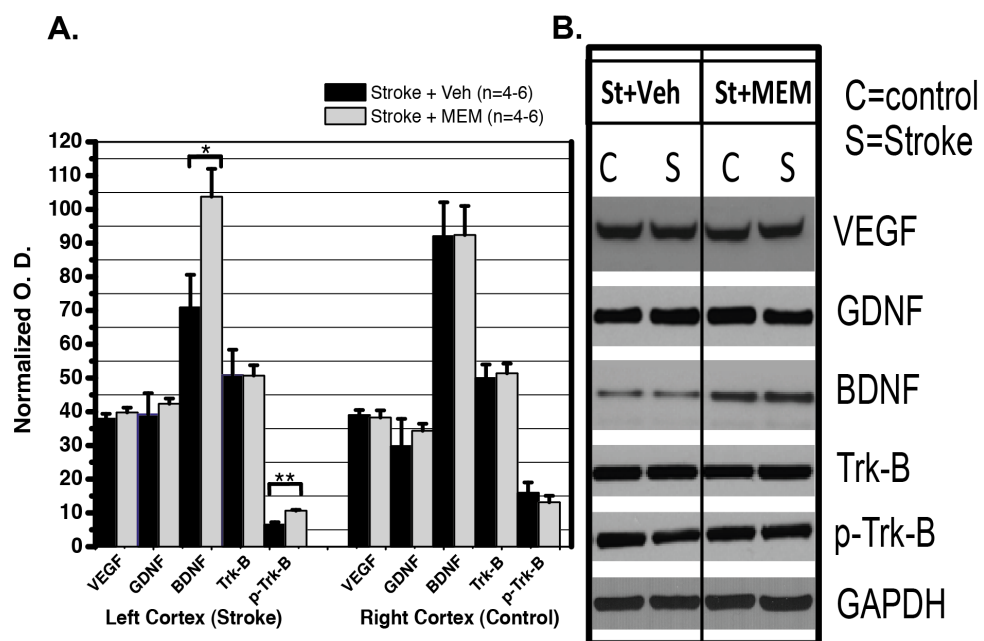 A.
Stroke + Veh (n=4-6)
Stroke + MEM (n=4-6)
Normalized O. D.
120
110
100
90
80
70
60
50
40
30
20
10
0
*
**
VEGF
GDNF
BDNF
Trk-B
p-Trk-B
VEGF
GDNF
BDNF
Trk-B
p-Trk-B
Left Cortex (Stroke)
Right Cortex (Control)
B.
St+Veh St+MEM
C S C S
C=control
S=Stroke
VEGF
GDNF
BDNF
Trk-B
p-Trk-B
GAPDH